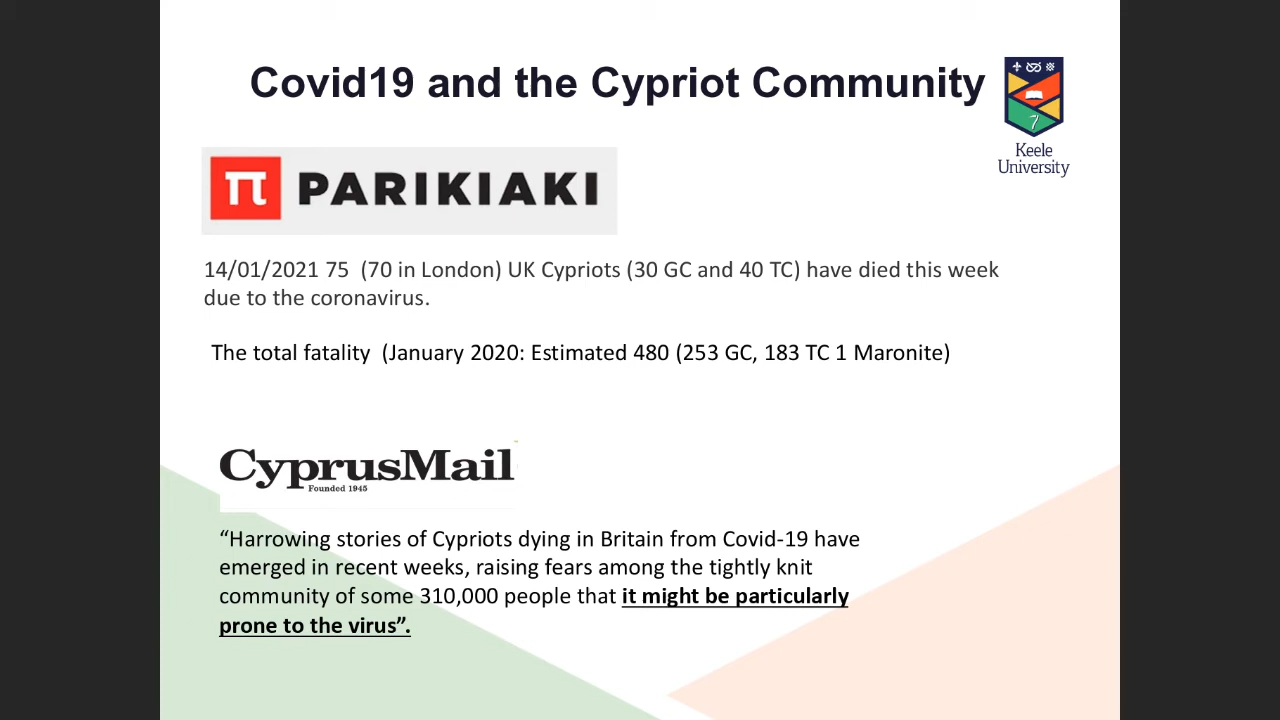 Covid19 and the Cypriot Community
Keele
University
π PARIKIAKI
14/01/2021 75  (70 in London) UK Cypriots (30 GC and 40 TC) have died this week
due to the coronavirus.
The total fatality  (January 2020: Estimated 480 (253 GC, 183 TC 1 Maronite)
CyprusMail
Founded 1945
“Harrowing stories of Cypriots dying in Britain from Covid-19 have
emerged in recent weeks, raising fears among the tightly knit
community of some 310,000 people that it might be particularly
prone to the virus”.